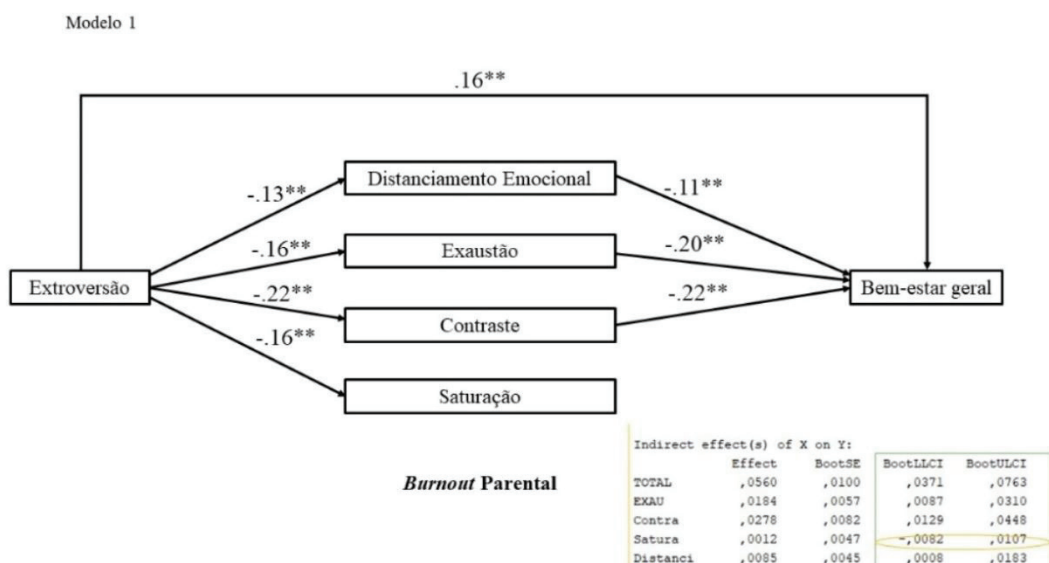 Modelo 1
.16**
Distanciamento Emocional
-.13**
-.11**
Exaustão
-.16**
-.20**
Extroversão
Bem-estar geral
-.22**
-.22**
Contraste
-.16**
Saturação
Burnout Parental
Indirect effect(s) of X on Y:
Effect BootSE BootLLCI BootULCI
TOTAL ,0560 ,0100 ,0371 ,0763
EXAU ,0184 ,0057 ,0087 ,0310
Contra ,0278 ,0082 ,0129 ,0448
Satura ,0012 ,0047 -,0082 ,0107
Distanci ,0085 ,0045 ,0008 ,0183